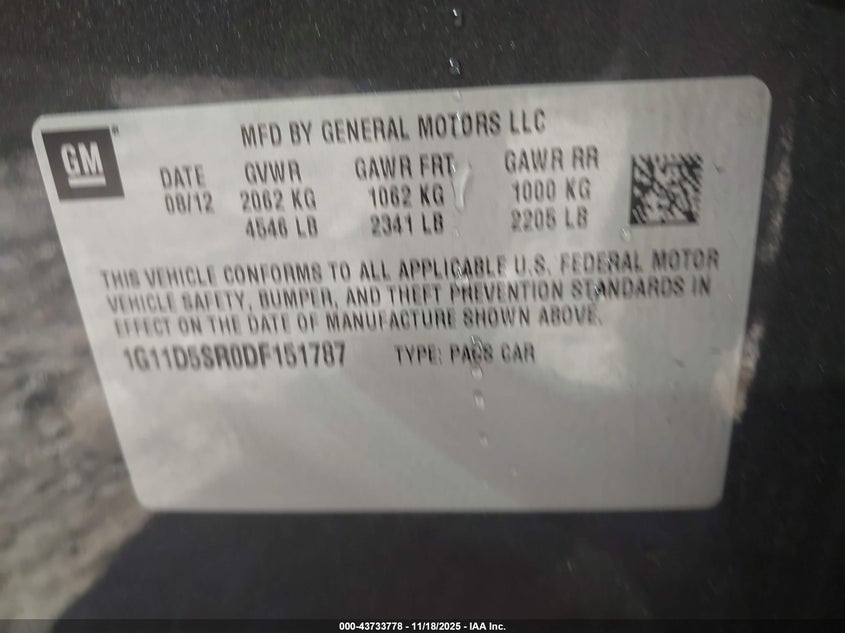 GM
MFD BY GENERAL MOTORS LLC
DATE GVWR GAWR FRT GAWR RR
08/12 2062 KG 1062 KG 1000 KG
4546 LB 2341 LB 2205 LB
THIS VEHICLE CONFORMS TO ALL APPLICABLE U.S. FEDERAL MOTOR
VEHICLE SAFETY, BUMPER, AND THEFT PREVENTION STANDARDS IN
EFFECT ON THE DATE OF MANUFACTURE SHOWN ABOVE.
1G11D5SR0DF151787 TYPE: PASS CAR
000-43733778 - 11/18/2025 - IAA Inc.